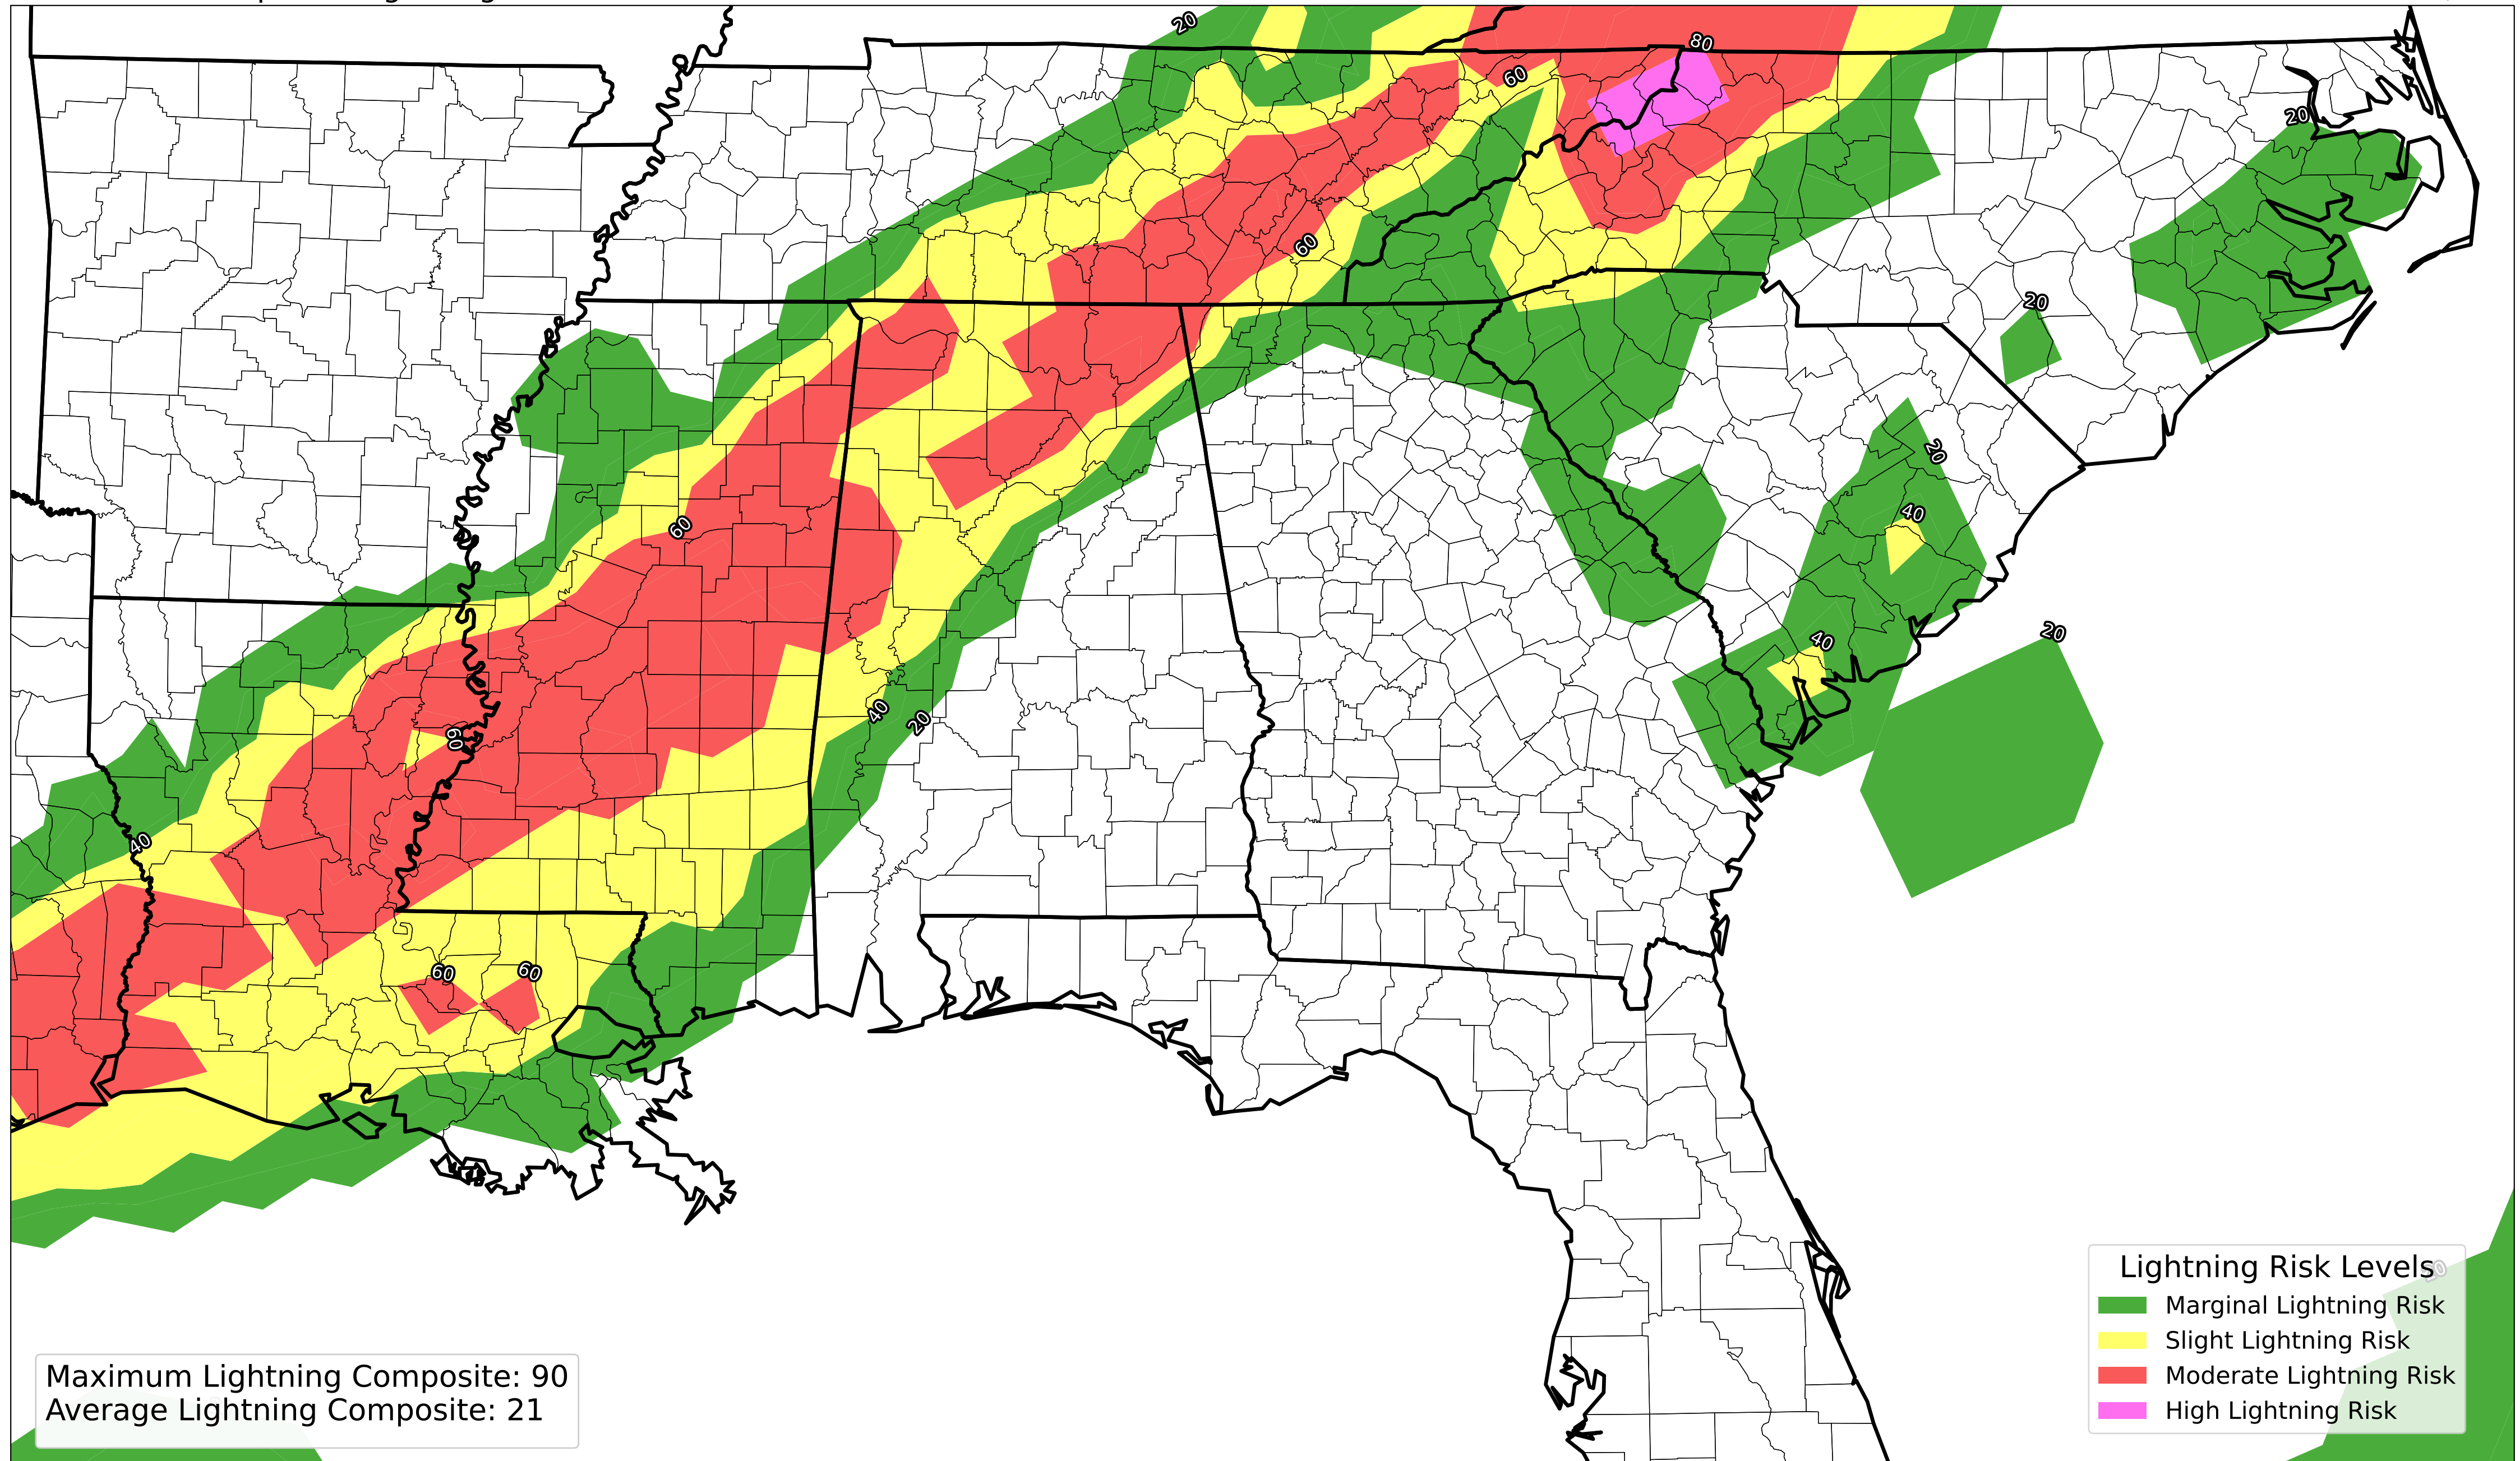 20
80
60
20
60
20
20
60
40
40
40
20
20
60
40
60
60
Lightning Risk Levels
20
Marginal Lightning Risk
Slight Lightning Risk
Moderate Lightning Risk
High Lightning Risk
Maximum Lightning Composite: 90
Average Lightning Composite: 21